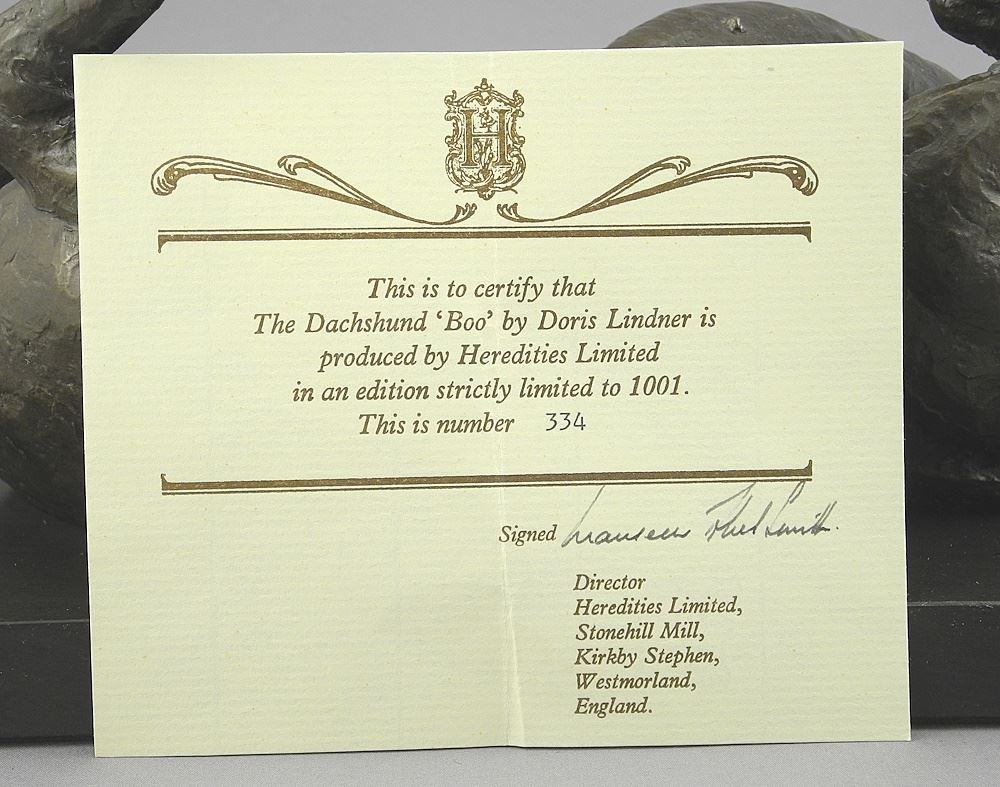 H
This is to certify that
The Dachshund ‘Boo’ by Doris Lindner is
produced by Heredities Limited
in an edition strictly limited to 1001.
This is number 334
Signed Maureen
Director
Heredities Limited,
Stonehill Mill,
Kirkby Stephen,
Westmorland,
England.